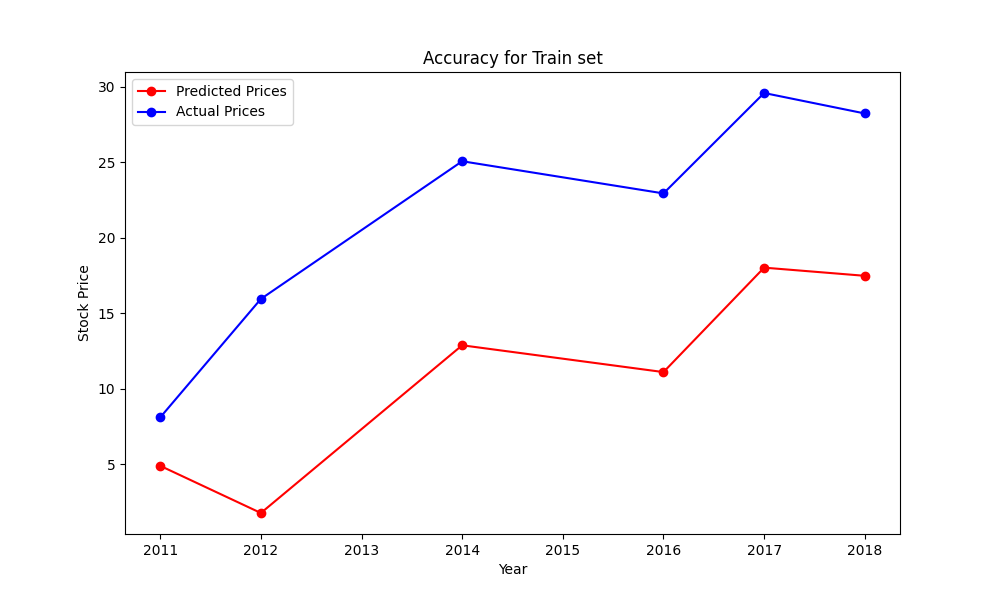 Accuracy for Train set
Predicted Prices
Actual Prices
30
25
20
15
10
5
Stock Price
2011 2012 2013 2014 2015 2016 2017 2018
Year